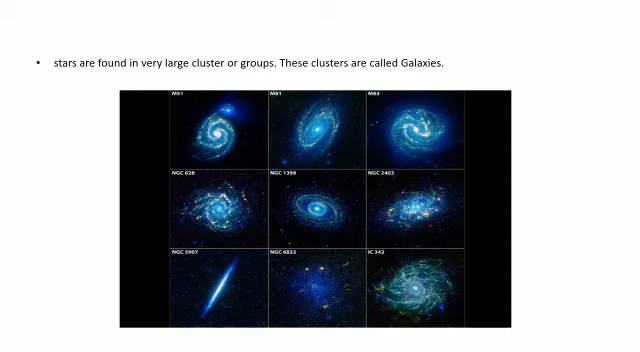 • stars are found in very large cluster or groups. These clusters are called Galaxies.
M51 M81 M83
NGC 628 NGC 1398 NGC 2403
NGC 5907 NGC 6822 IC 342